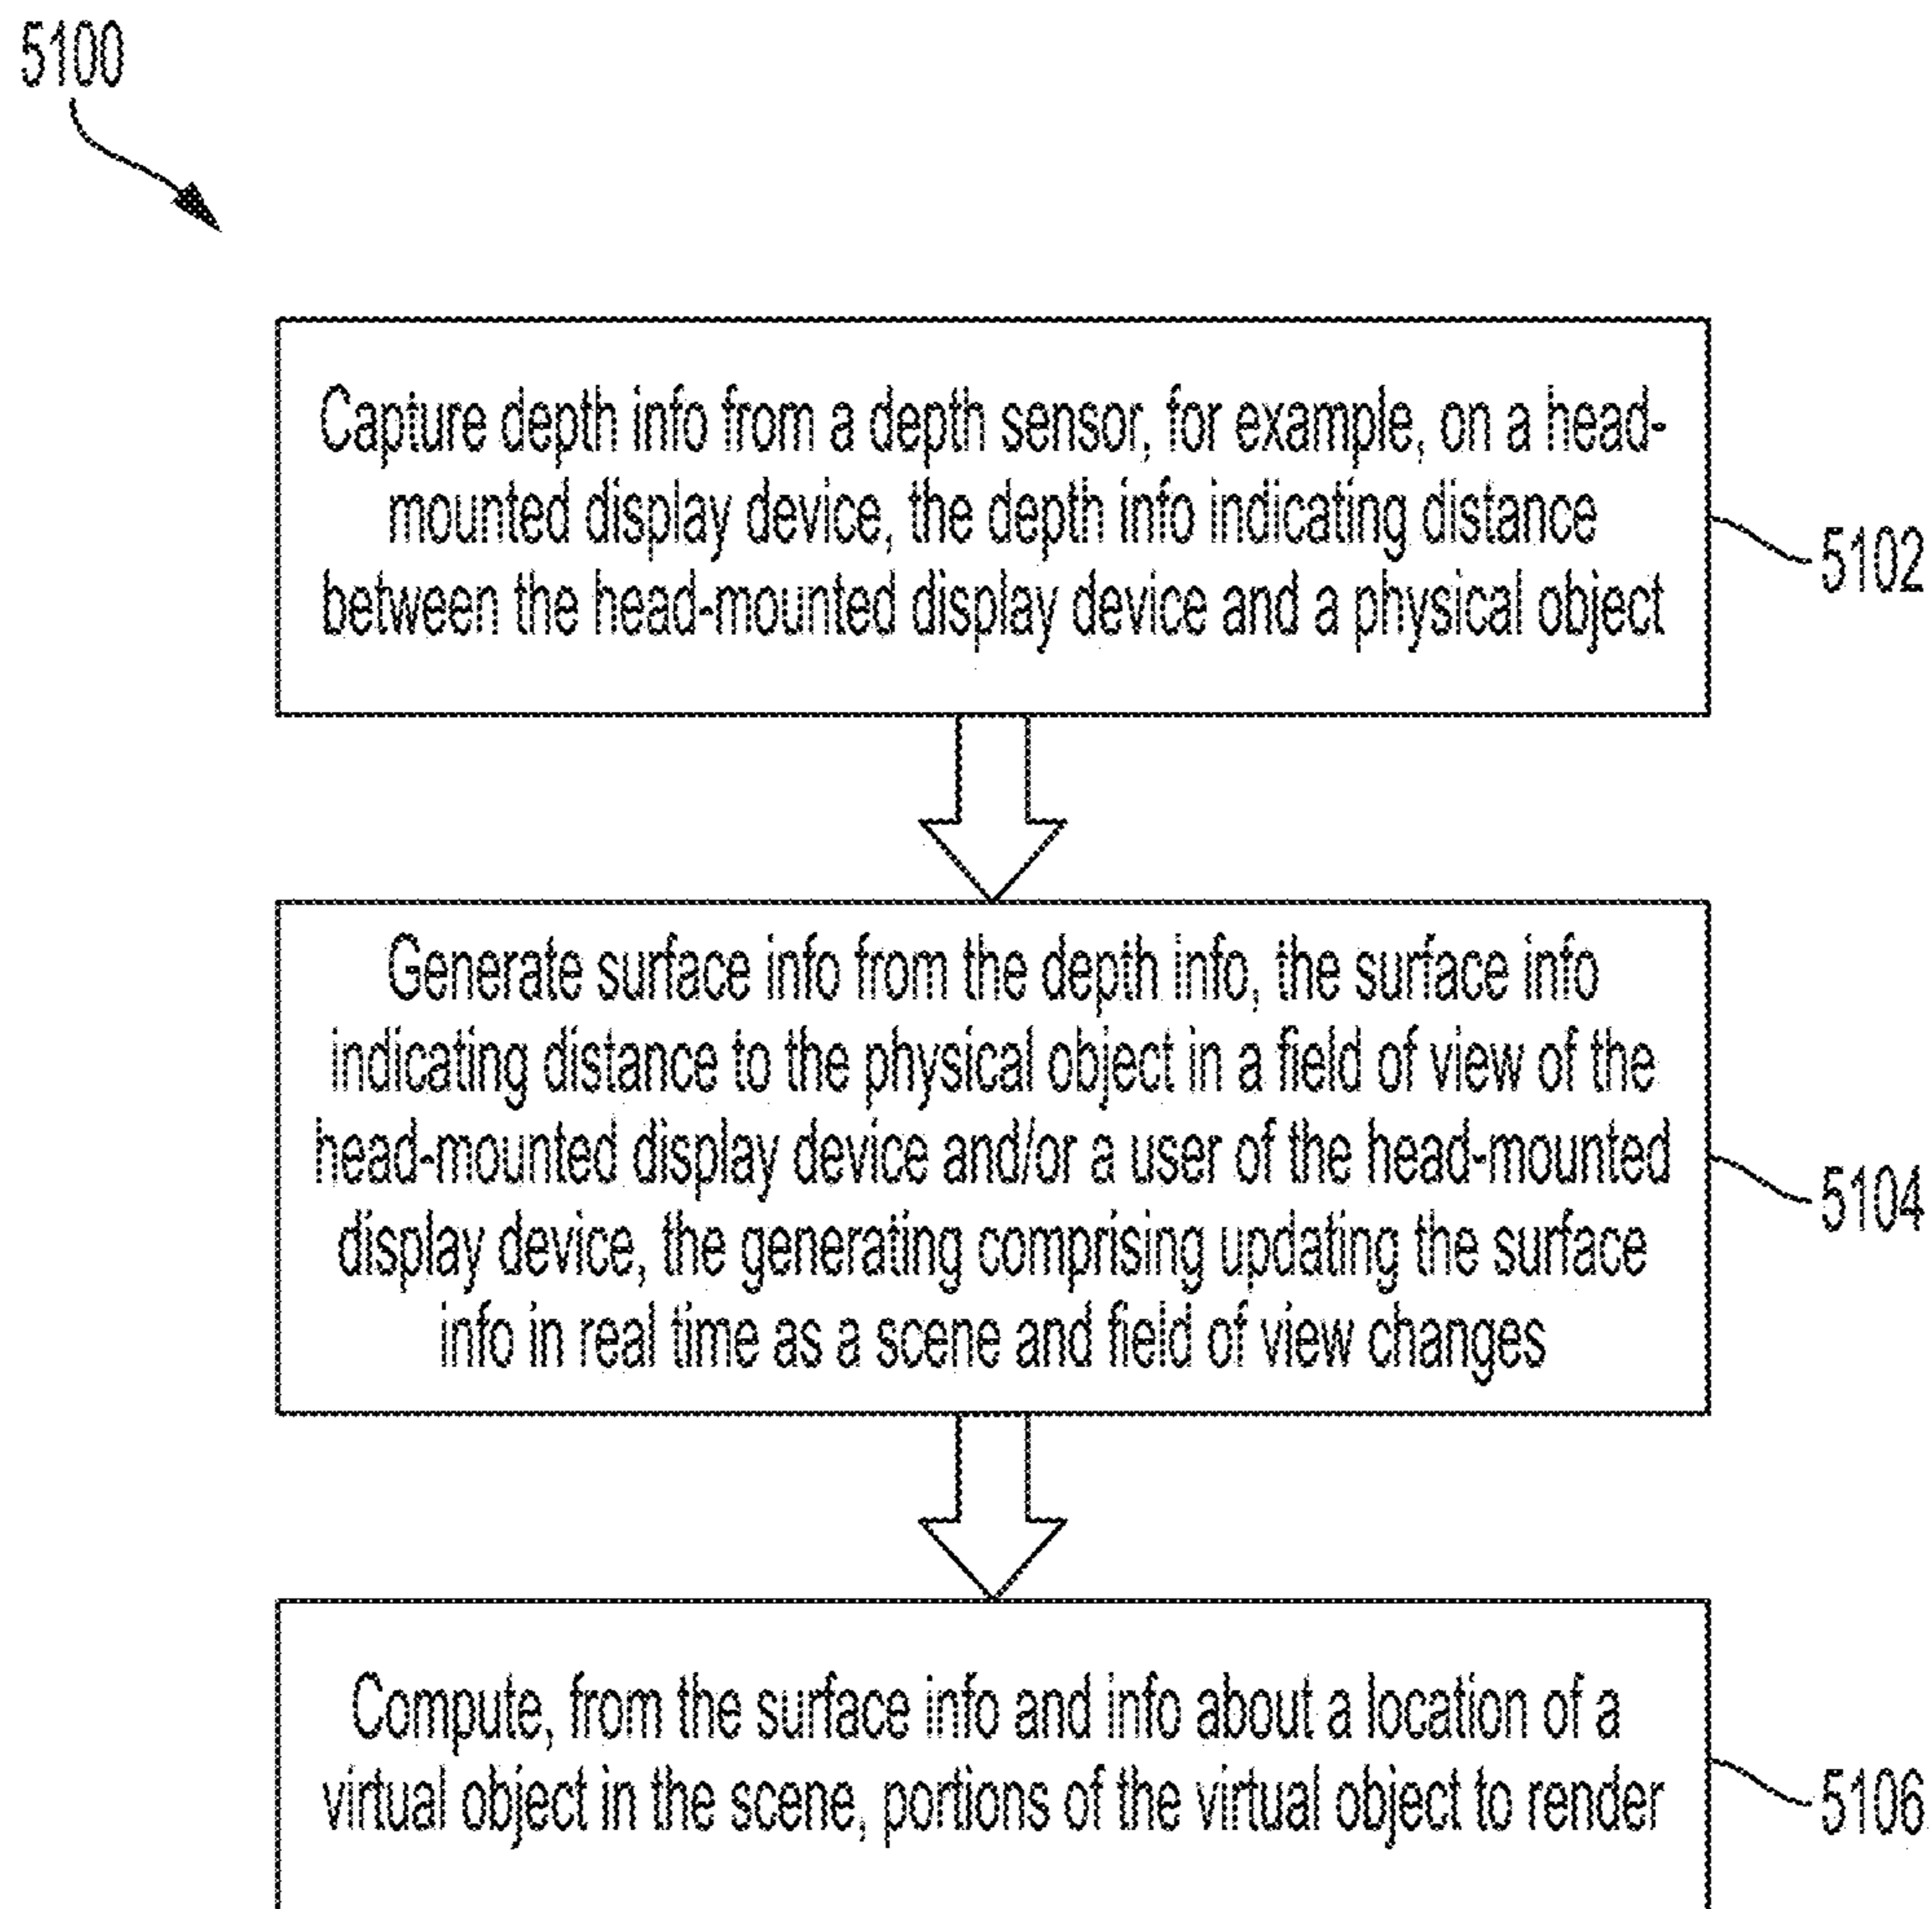 5100
Capture depth info from a depth sensor, for example, on a head-
mounted display device, the depth info indicating distance
between the head-mounted display device and a physical object
5102
Generate surface info from the depth info, the surface info
indicating distance to the physical object in a field of view of the
head-mounted display device and/or a user of the head-mounted
display device, the generating comprising updating the surface
info in real time as a scene and field of view changes
5104
Compute, from the surface info and info about a location of a
virtual object in the scene, portions of the virtual object to render
5106